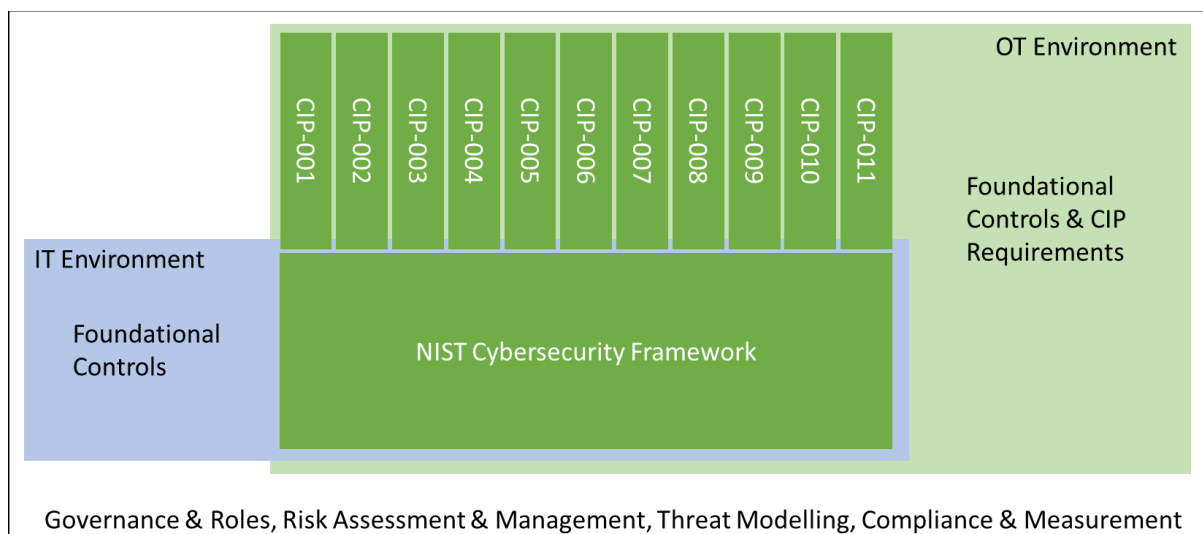 OT Environment
CIP-001
CIP-002
CIP-003
CIP-004
CIP-005
CIP-006
CIP-007
CIP-008
CIP-009
CIP-010
CIP-011
Foundational
Controls & CIP
Requirements
IT Environment
Foundational
Controls
NIST Cybersecurity Framework
Governance & Roles, Risk Assessment & Management, Threat Modelling, Compliance & Measurement